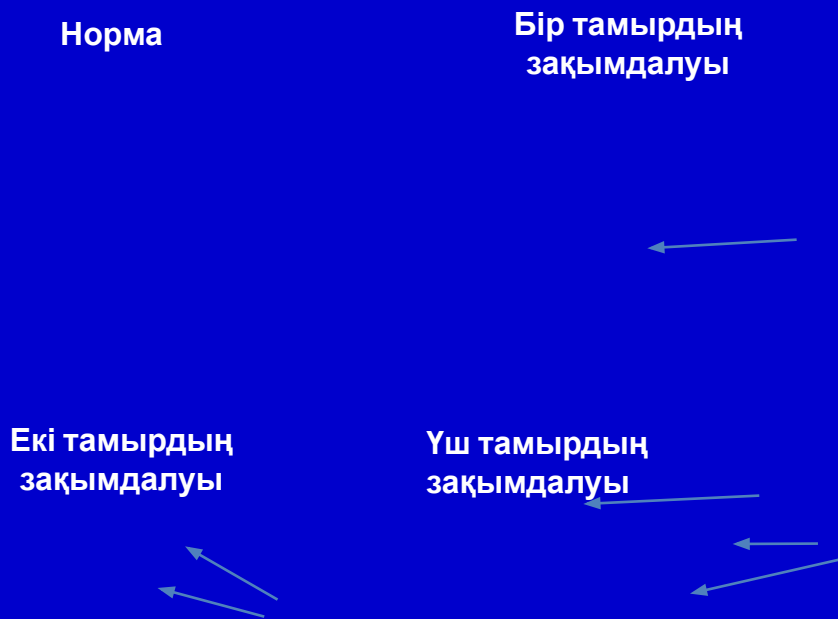 Норма
Бір тамырдың
зақымдалуы
Екі тамырдың
зақымдалуы
Үш тамырдың
зақымдалуы